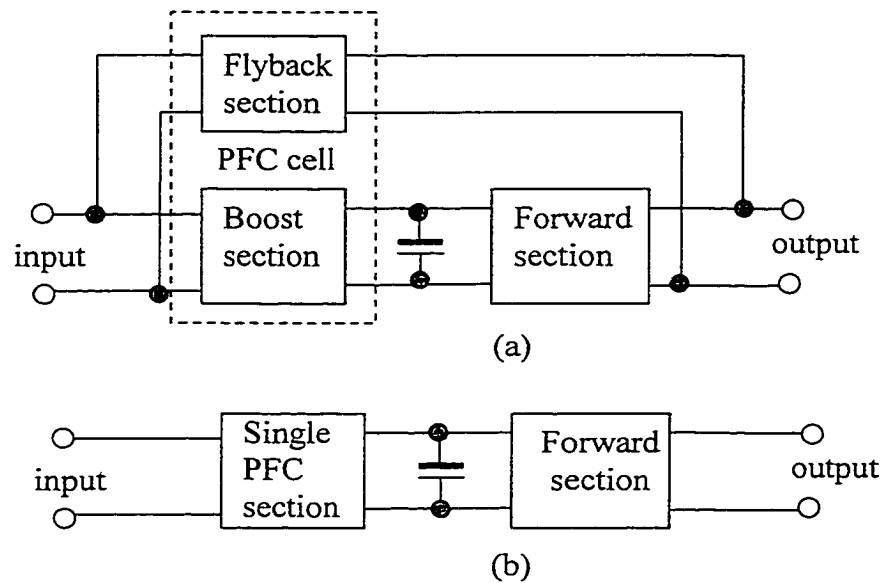 Flyback
section
PFC cell
input
Boost
section
Forward
section
output
(a)
input
Single
PFC
section
Forward
section
output
(b)